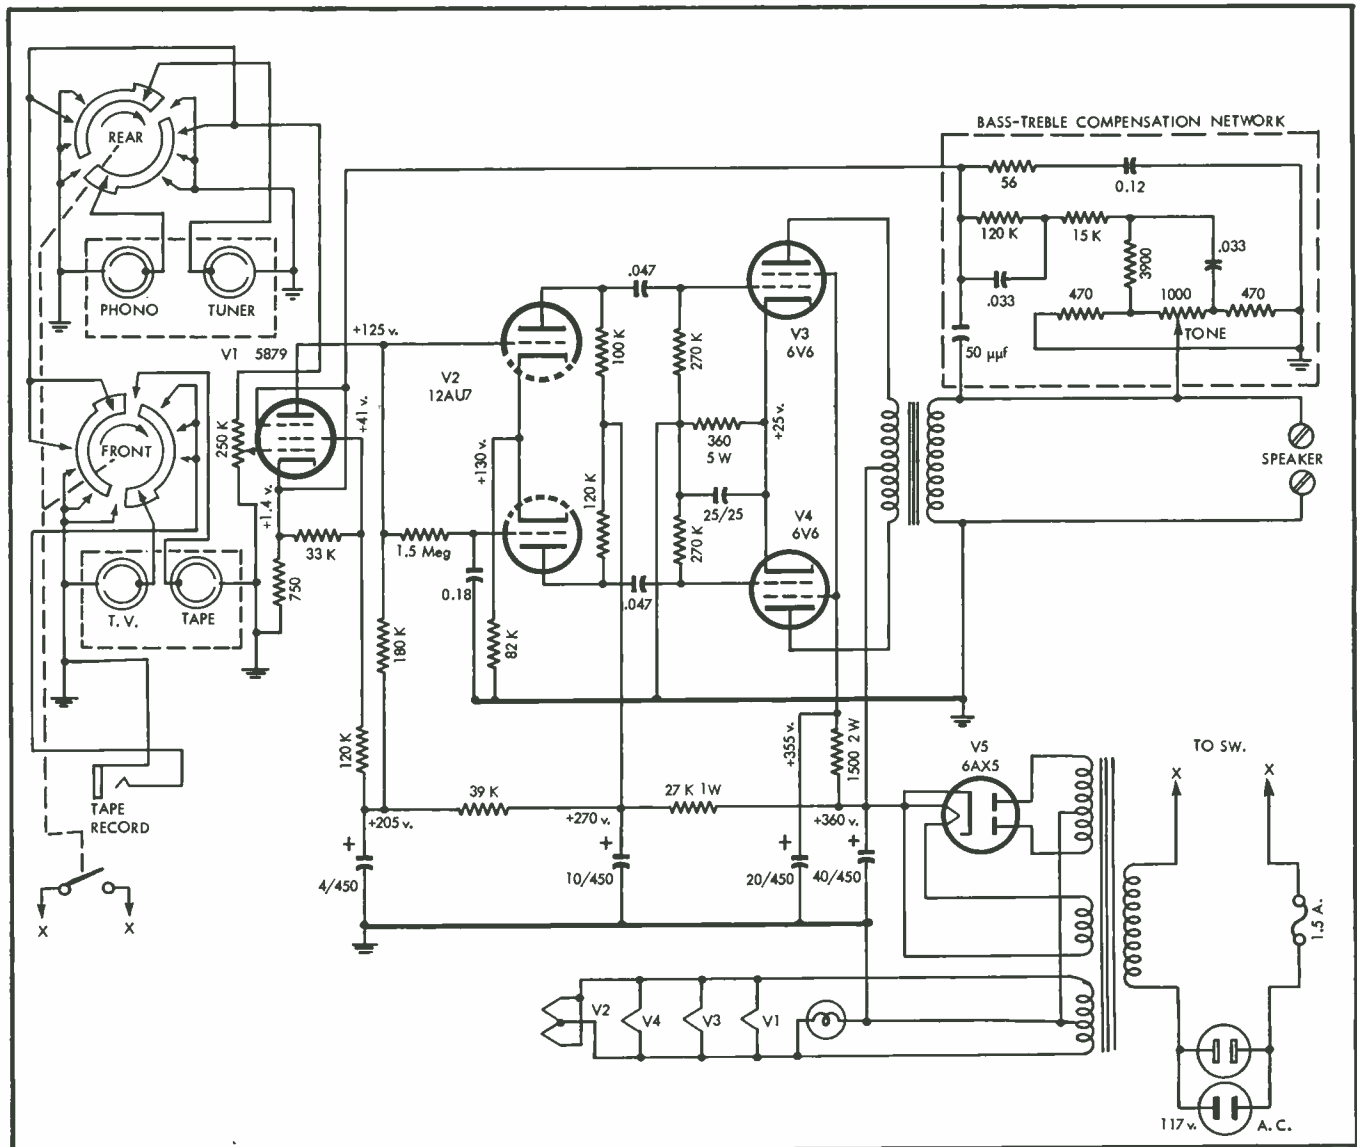 REAR
PHONO
TUNER
V1 5879
250 K
FRONT
T. V.
TAPE
TAPE
RECORD
X
X
+125 v.
+41 v.
+1.4 v.
33 K
750
120 K
180 K
1.5 Meg
0.18
82 K
+130 v.
V2
12AU7
.047
100 K
270 K
120 K
270 K
.047
360
5 W
25/25
+25 v.
V3
6V6
V4
6V6
BASS-TREBLE COMPENSATION NETWORK
56
0.12
120 K
15 K
.033
3900
.033
470
1000
470
TONE
50 μμf
SPEAKER
39 K
27 K 1W
+205 v.
+270 v.
+360 v.
+355 v.
1500 2 W
+
4/450
+
10/450
+
20/450
+
40/450
V5
6AX5
TO SW.
X
X
1.5 A.
V2
V4
V3
V1
117 v.
A. C.